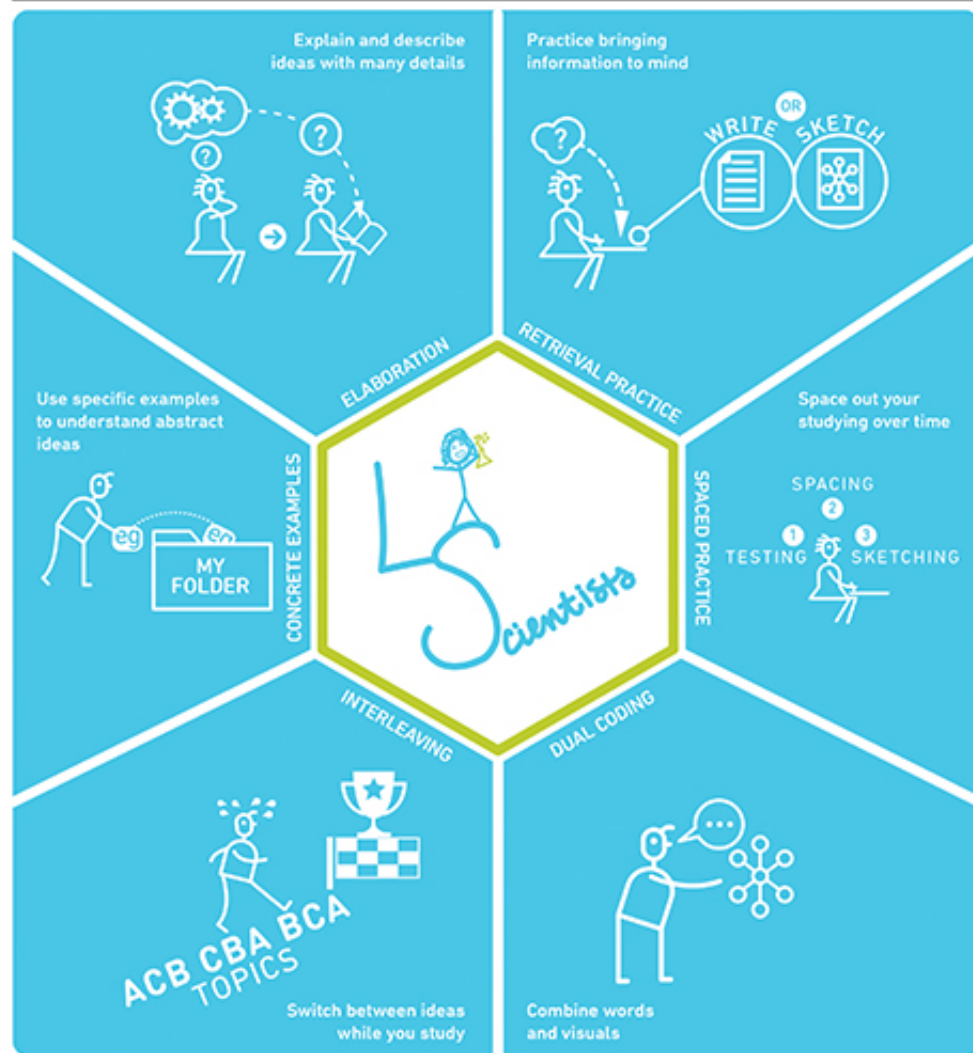 Explain and describe
ideas with many details
?
?
ELABORATION
Practice bringing
information to mind
?
WRITE OR SKETCH
RETRIEVAL PRACTICE
Use specific examples
to understand abstract
ideas
eg
eg
MY
FOLDER
CONCRETE EXAMPLES
LScientists
Space out your
studying over time
SPACING
2
1 3
TESTING SKETCHING
SPACED PRACTICE
INTERLEAVING
ACB CBA BCA
TOPICS
Switch between ideas
while you study
DUAL CODING
...
Combine words
and visuals